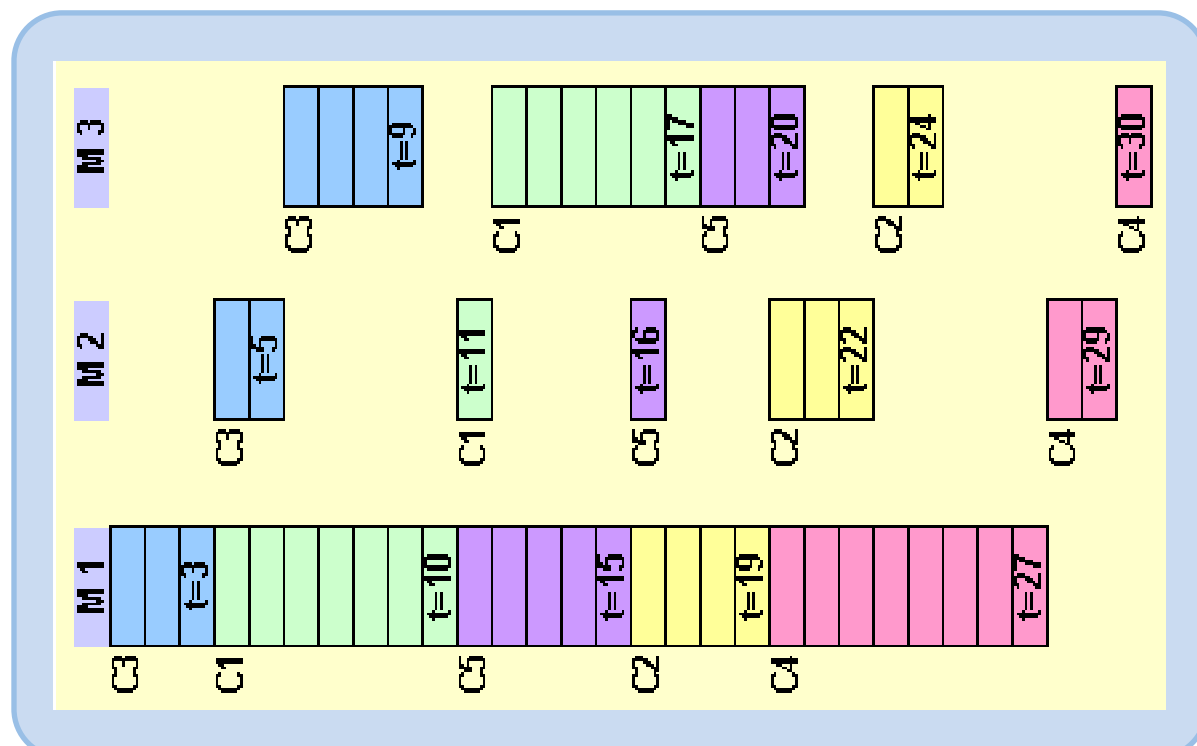 M 1 M 2 M 3
C3
t=3
C1 C3
t=5
C3
t=9
t=10
C5 C1 t=11
C1
t=15
C2 C5 t=16
t=17
C5
t=19
C4 C2 t=20
t=22
C2
t=24
t=27
C4
t=29
C4 t=30